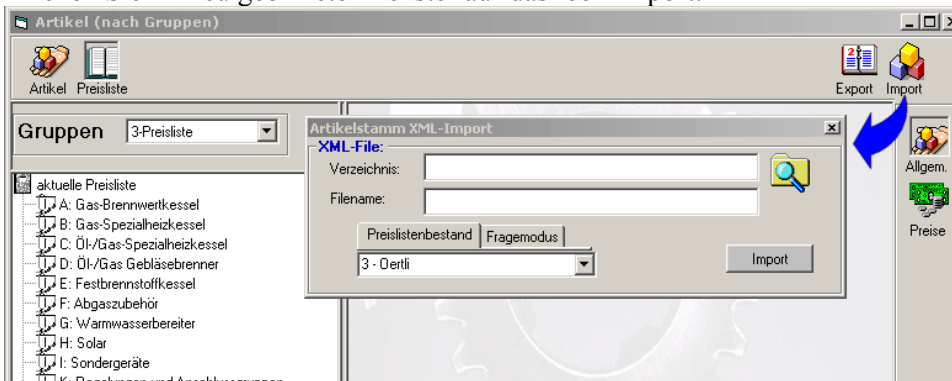 Artikel (nach Gruppen)
Artikel Preisliste
Export Import
Gruppen 3-Preisliste
Artikelstamm XML-Import
XML-File:
Verzeichnis:
Filename:
Preislistenbestand Fragemodus
3 - Oertli
Import
Allgem.
Preise
aktuelle Preisliste
A: Gas-Brennwertkessel
B: Gas-Spezialheizkessel
C: Öl-/Gas-Spezialheizkessel
D: Öl-/Gas Gebläsebrenner
E: Festbrennstoffkessel
F: Abgaszubehör
G: Warmwasserbereiter
H: Solar
I: Sondergeräte